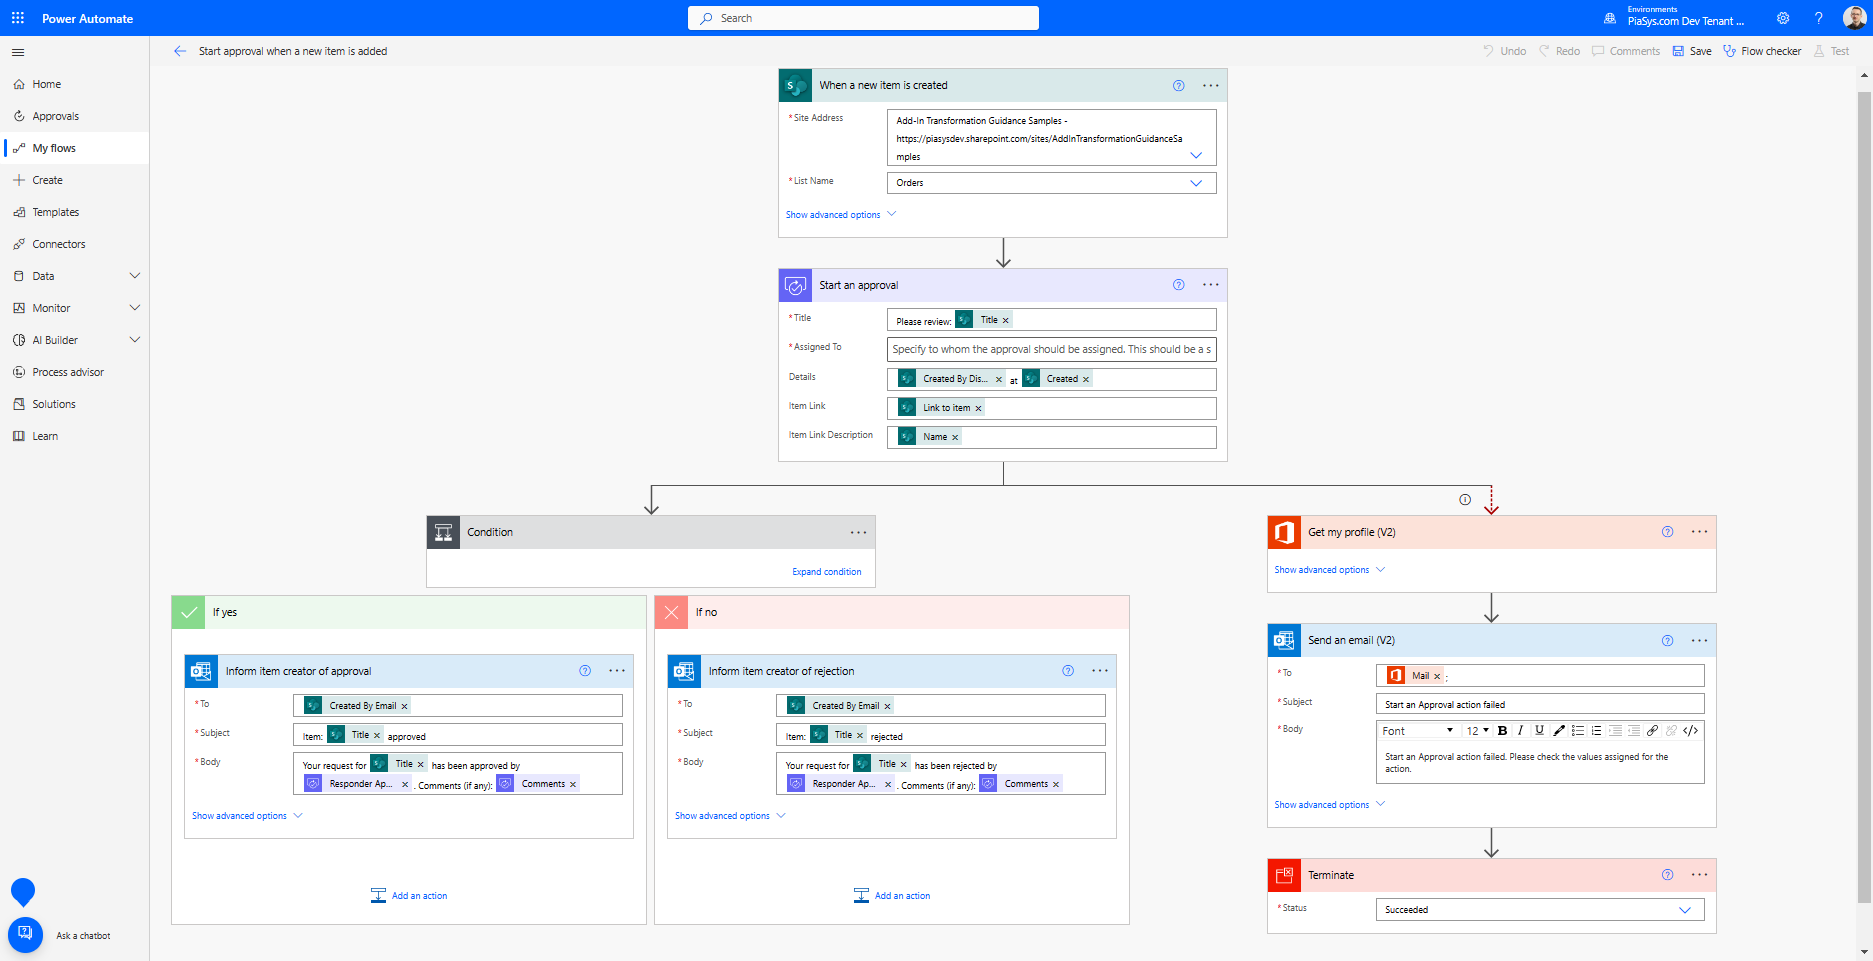 Power Automate
Search
Environments
PiaSys.com Dev Tenant ...
?
Start approval when a new item is added
Undo
Redo
Comments
Save
Flow checker
Test
Home
Approvals
My flows
Create
Templates
Connectors
Data
Monitor
AI Builder
Process advisor
Solutions
Learn
Ask a chatbot
When a new item is created
* Site Address
Add-In Transformation Guidance Samples -
https://piasysdev.sharepoint.com/sites/AddInTransformationGuidanceSa
mples
* List Name
Orders
Show advanced options
Start an approval
* Title
Please review: Title ×
* Assigned To
Specify to whom the approval should be assigned. This should be a s
Details
Created By Dis... × at Created ×
Item Link
Link to item ×
Item Link Description
Name ×
Condition
Expand condition
If yes
Inform item creator of approval
* To
Created By Email ×
* Subject
Item: Title × approved
* Body
Your request for Title × has been approved by
Responder Ap... × . Comments (if any): Comments ×
Show advanced options
Add an action
If no
Inform item creator of rejection
* To
Created By Email ×
* Subject
Item: Title × rejected
* Body
Your request for Title × has been rejected by
Responder Ap... × . Comments (if any): Comments ×
Show advanced options
Add an action
Get my profile (V2)
Show advanced options
Send an email (V2)
* To
Mail × ;
* Subject
Start an Approval action failed
* Body
Font 12 B I U </>
Start an Approval action failed. Please check the values assigned for the
action.
Show advanced options
Terminate
* Status
Succeeded